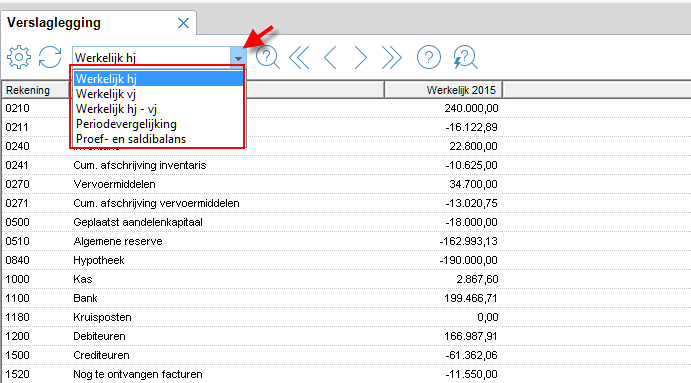 Verslaglegging
Werkelijk hj
Werkelijk hj
Werkelijk vj
Werkelijk hj - vj
Periodevergelijking
Proef- en saldibalans
Rekening Werkelijk 2015
0210 240.000,00
0211 -16.122,89
0240 22.800,00
0241 Cum. afschrijving inventaris -10.625,00
0270 Vervoermiddelen 34.700,00
0271 Cum. afschrijving vervoermiddelen -13.020,75
0500 Geplaatst aandelenkapitaal -18.000,00
0510 Algemene reserve -162.993,13
0840 Hypotheek -190.000,00
1000 Kas 2.867,60
1100 Bank 199.466,71
1180 Kruisposten 0,00
1200 Debiteuren 166.987,91
1500 Crediteuren -61.362,06
1520 Nog te ontvangen facturen -11.550,00